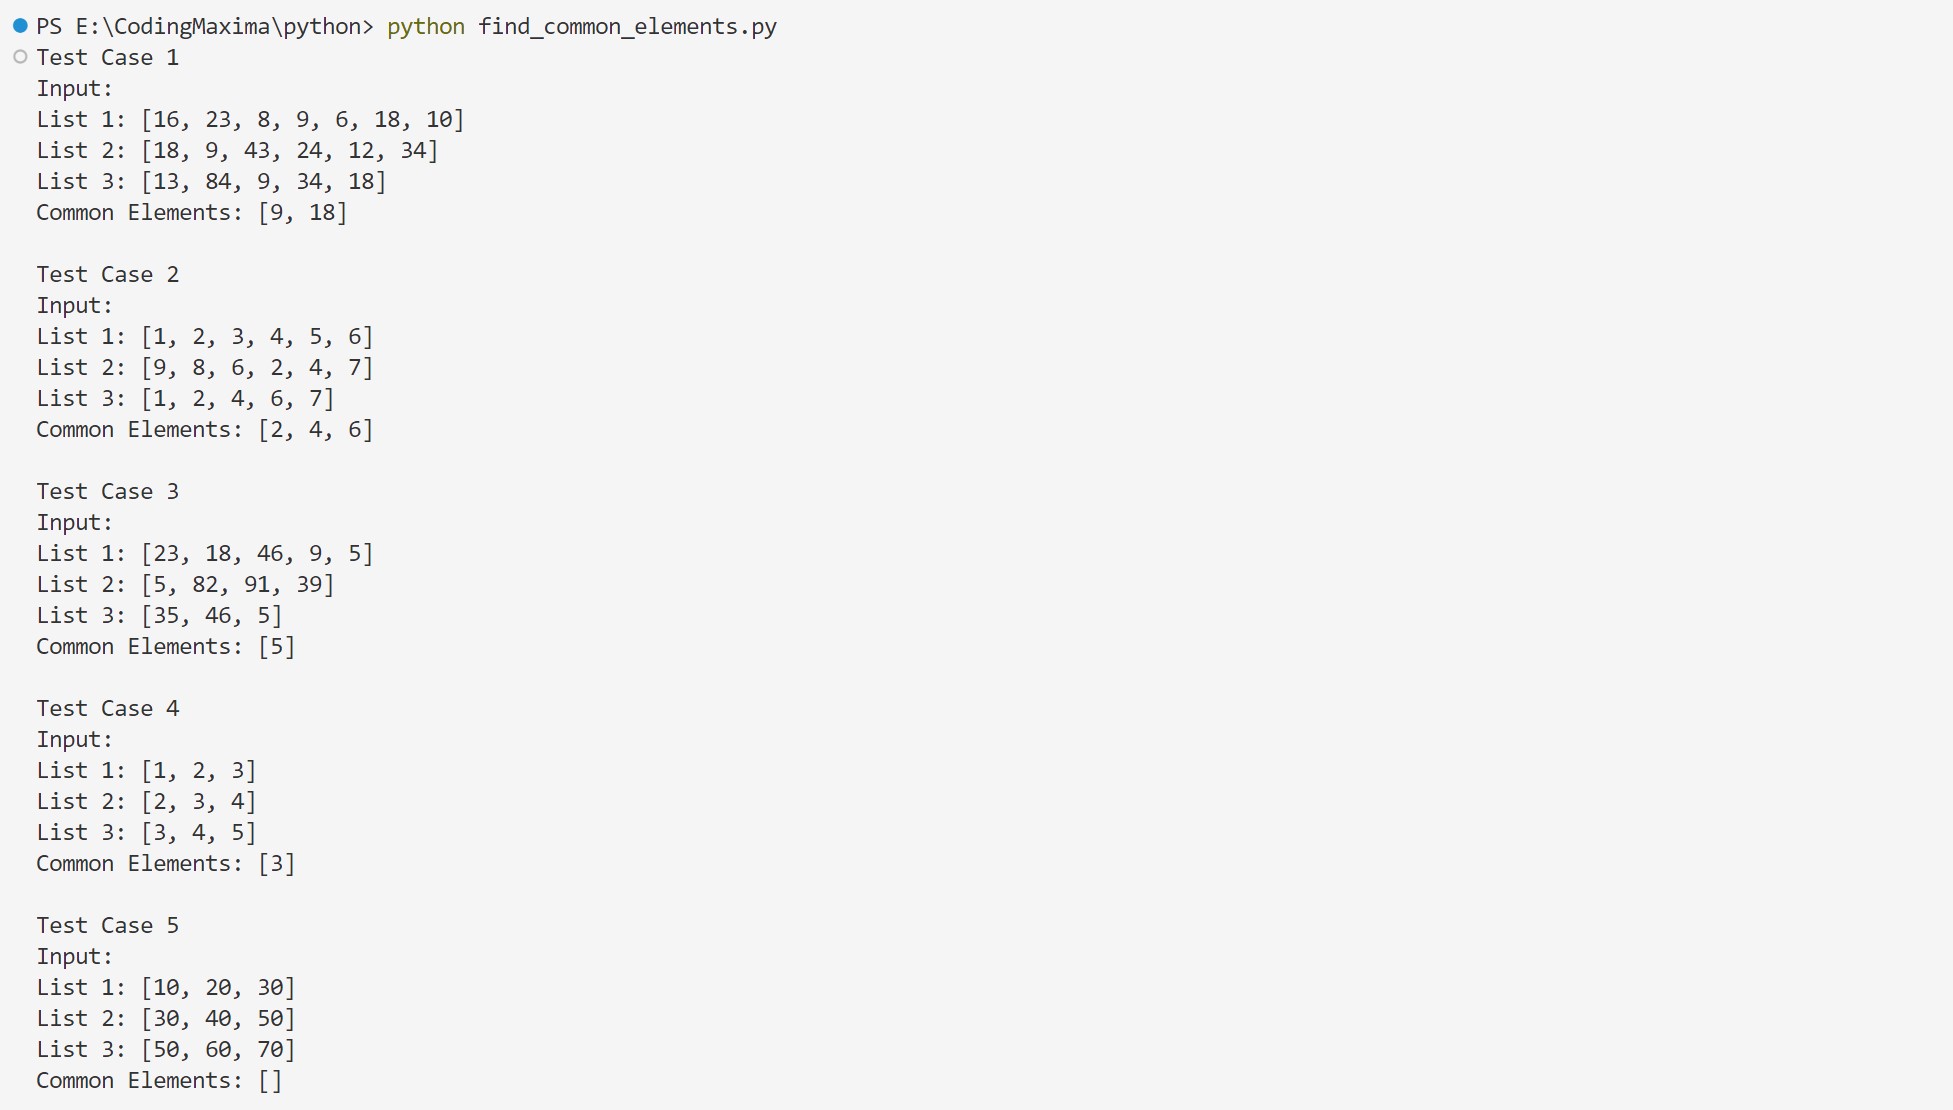 PS E:\CodingMaxima\python> python find_common_elements.py
Test Case 1
Input:
List 1: [16, 23, 8, 9, 6, 18, 10]
List 2: [18, 9, 43, 24, 12, 34]
List 3: [13, 84, 9, 34, 18]
Common Elements: [9, 18]

Test Case 2
Input:
List 1: [1, 2, 3, 4, 5, 6]
List 2: [9, 8, 6, 2, 4, 7]
List 3: [1, 2, 4, 6, 7]
Common Elements: [2, 4, 6]

Test Case 3
Input:
List 1: [23, 18, 46, 9, 5]
List 2: [5, 82, 91, 39]
List 3: [35, 46, 5]
Common Elements: [5]

Test Case 4
Input:
List 1: [1, 2, 3]
List 2: [2, 3, 4]
List 3: [3, 4, 5]
Common Elements: [3]

Test Case 5
Input:
List 1: [10, 20, 30]
List 2: [30, 40, 50]
List 3: [50, 60, 70]
Common Elements: []